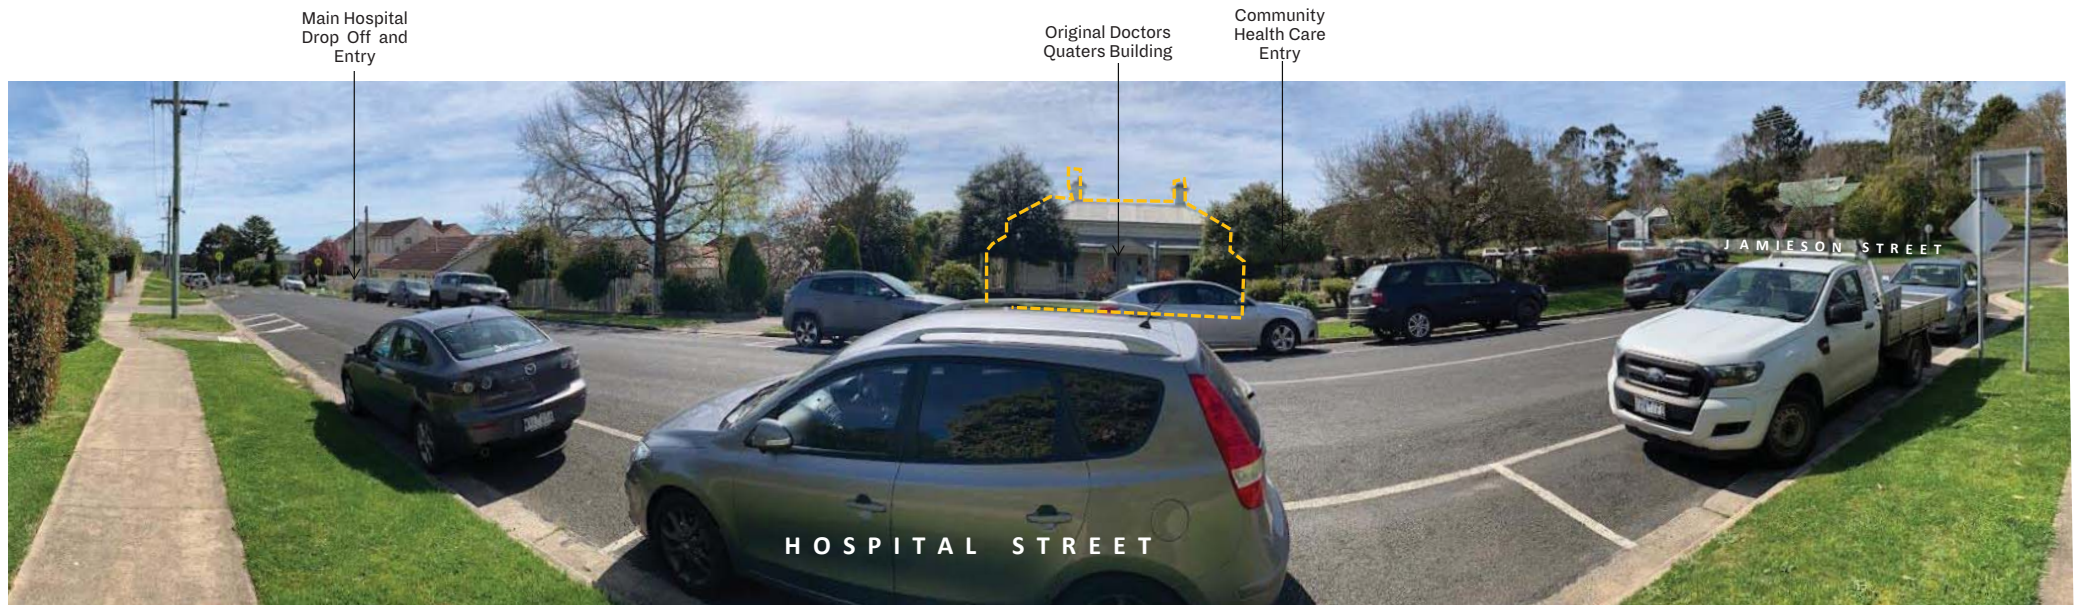 Main Hospital
Drop Off and
Entry
Original Doctors
Quaters Building
Community
Health Care
Entry
JAMIESON STREET
HOSPITAL STREET